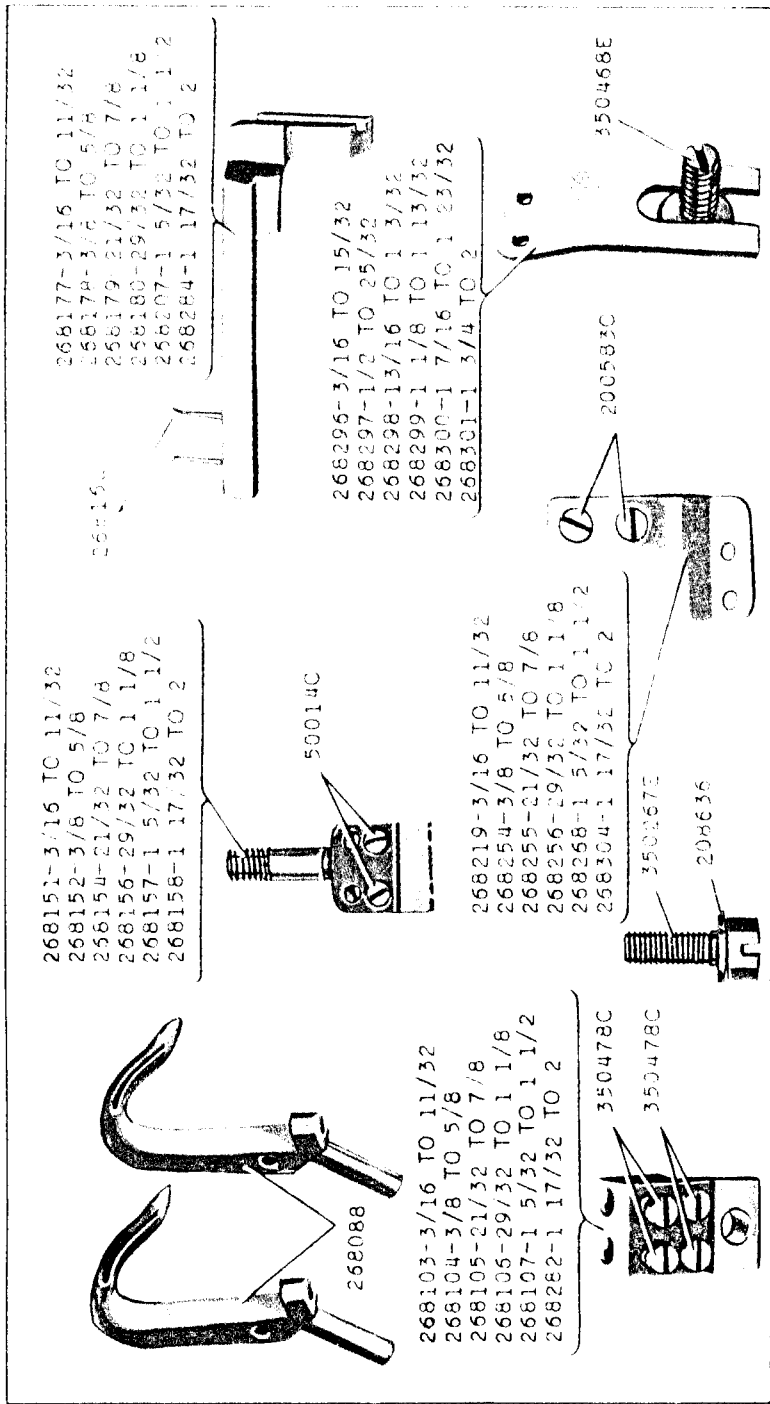 268088
268151-3/16 TO 11/32
268152-3/8 TO 5/8
268154-21/32 TO 7/8
268156-29/32 TO 1 1/8
268157-1 5/32 TO 1 1/2
268158-1 17/32 TO 2
50014C
268177-3/16 TO 11/32
268178-3/8 TO 5/8
268179-21/32 TO 7/8
268180-29/32 TO 1 1/8
268207-1 5/32 TO 1 1/2
268284-1 17/32 TO 2
268103-3/16 TO 11/32
268104-3/8 TO 5/8
268105-21/32 TO 7/8
268105-29/32 TO 1 1/8
268107-1 5/32 TO 1 1/2
268282-1 17/32 TO 2
350478C
350478C
268219-3/16 TO 11/32
268254-3/8 TO 5/8
268255-21/32 TO 7/8
268256-29/32 TO 1 1/8
268268-1 5/32 TO 1 1/2
268304-1 17/32 TO 2
350267E
208636
200583C
268296-3/16 TO 15/32
268297-1/2 TO 25/32
268298-13/16 TO 1 3/32
268299-1 1/8 TO 1 13/32
268300-1 7/16 TO 1 23/32
268301-1 3/4 TO 2
350468E